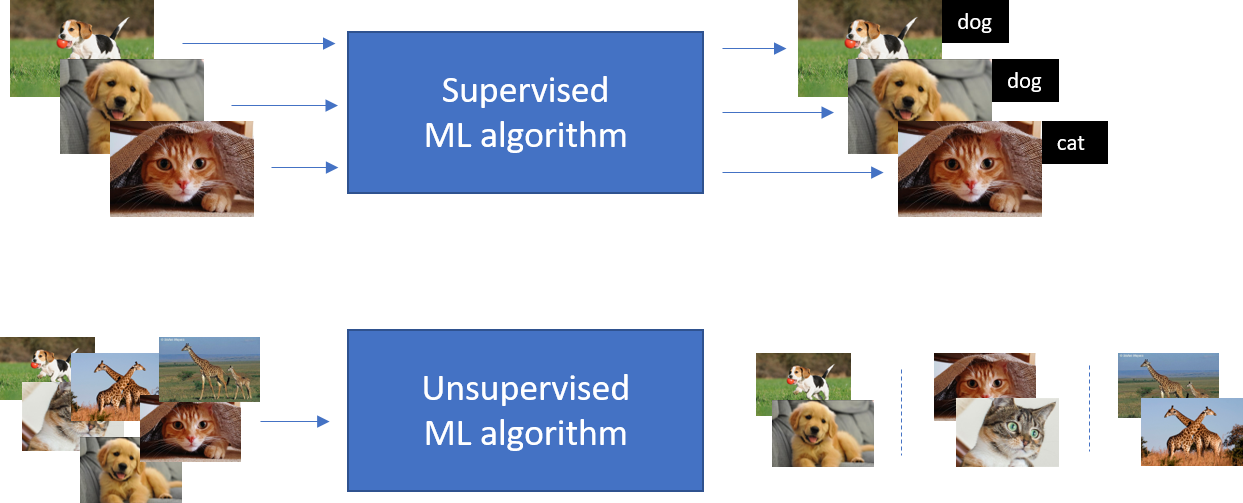 dog
Supervised
ML algorithm
dog
cat
Unsupervised
ML algorithm